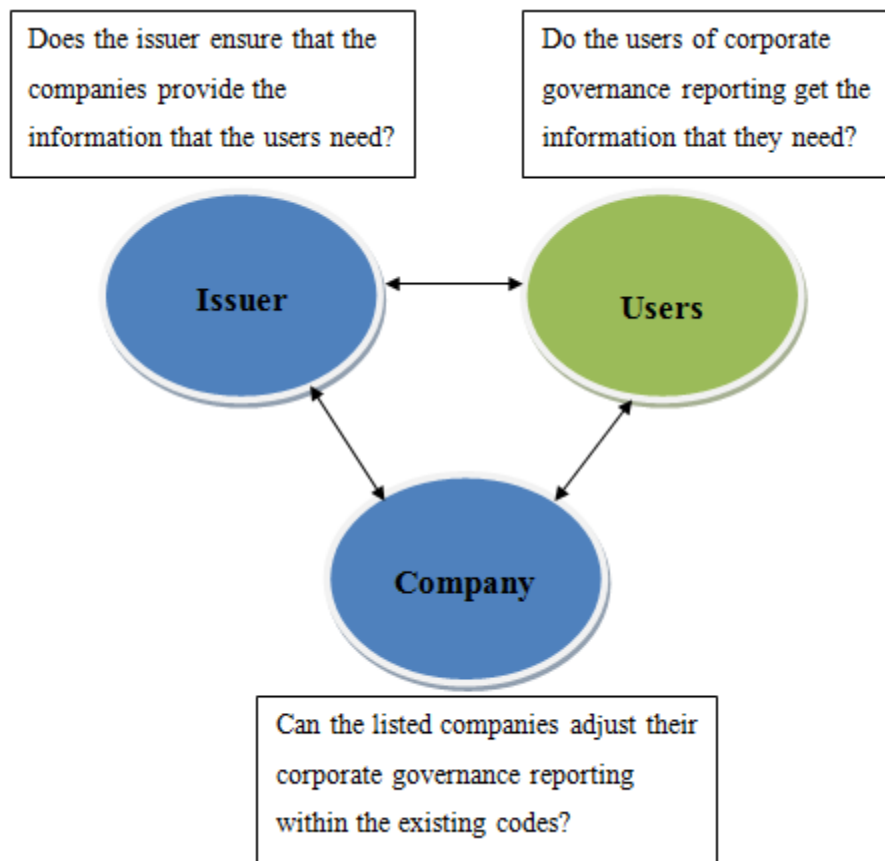 Does the issuer ensure that the
companies provide the
information that the users need?
Do the users of corporate
governance reporting get the
information that they need?
Issuer
Users
Company
Can the listed companies adjust their
corporate governance reporting
within the existing codes?